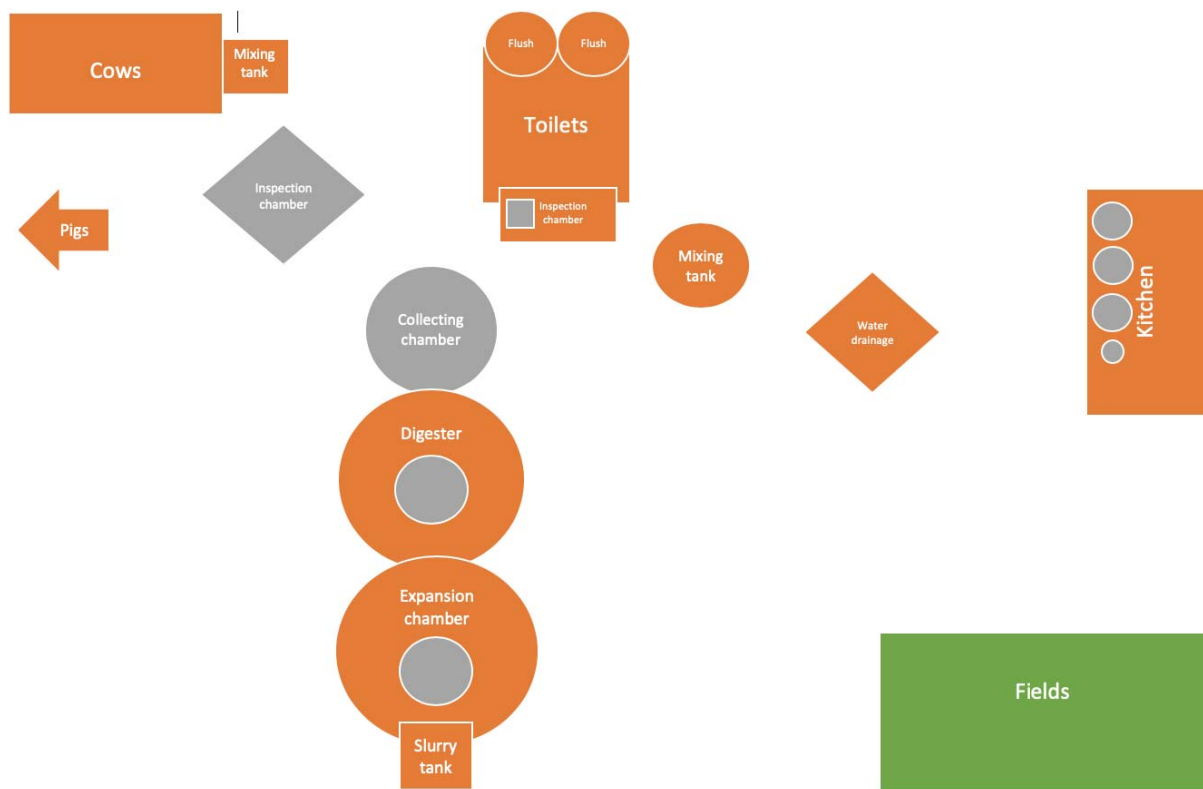 Cows
Mixing
tank
Flush
Flush
Toilets
Inspection
chamber
Inspection
chamber
Pigs
Mixing
tank
Kitchen
Collecting
chamber
Water
drainage
Digester
Expansion
chamber
Fields
Slurry
tank